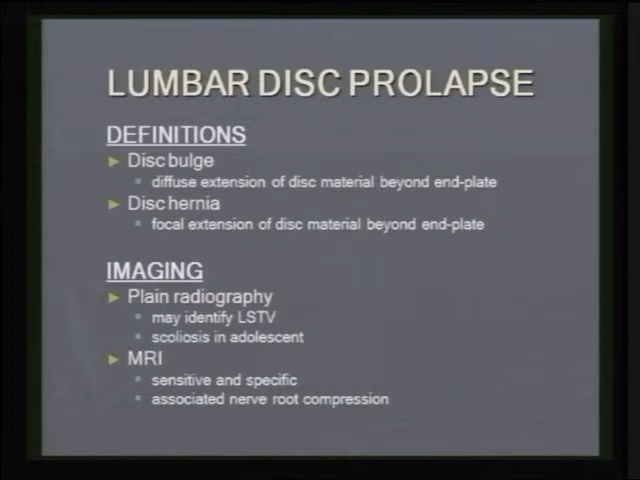 LUMBAR DISC PROLAPSE
DEFINITIONS
Disc bulge
diffuse extension of disc material beyond end-plate
Disc hernia
focal extension of disc material beyond end-plate
IMAGING
Plain radiography
may identify LSTV
scoliosis in adolescent
MRI
sensitive and specific
associated nerve root compression